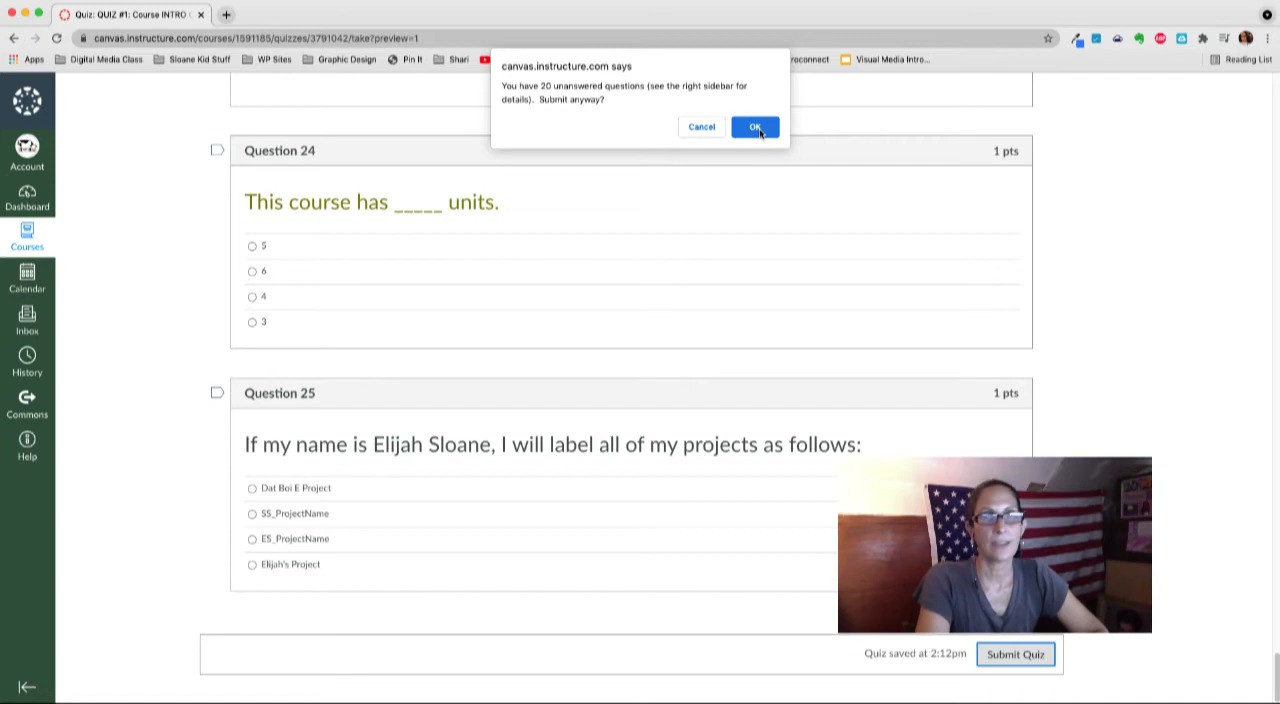 Quiz: QUIZ #1: Course INTRO
canvas.instructure.com/courses/1591185/quizzes/3791042/take?preview=1
Apps
Digital Media Class
Sloane Kid Stuff
WP Sites
Graphic Design
Pin It
Shari
roconnect
Visual Media Intro...
Reading List
canvas.instructure.com says
You have 20 unanswered questions (see the right sidebar for
details). Submit anyway?
Cancel
OK
Account
Dashboard
Courses
Calendar
Inbox
History
Commons
Help
Question 24
1 pts
This course has _____ units.
5
6
4
3
Question 25
1 pts
If my name is Elijah Sloane, I will label all of my projects as follows:
Dat Boi E Project
SS_ProjectName
ES_ProjectName
Elijah's Project
Quiz saved at 2:12pm
Submit Quiz